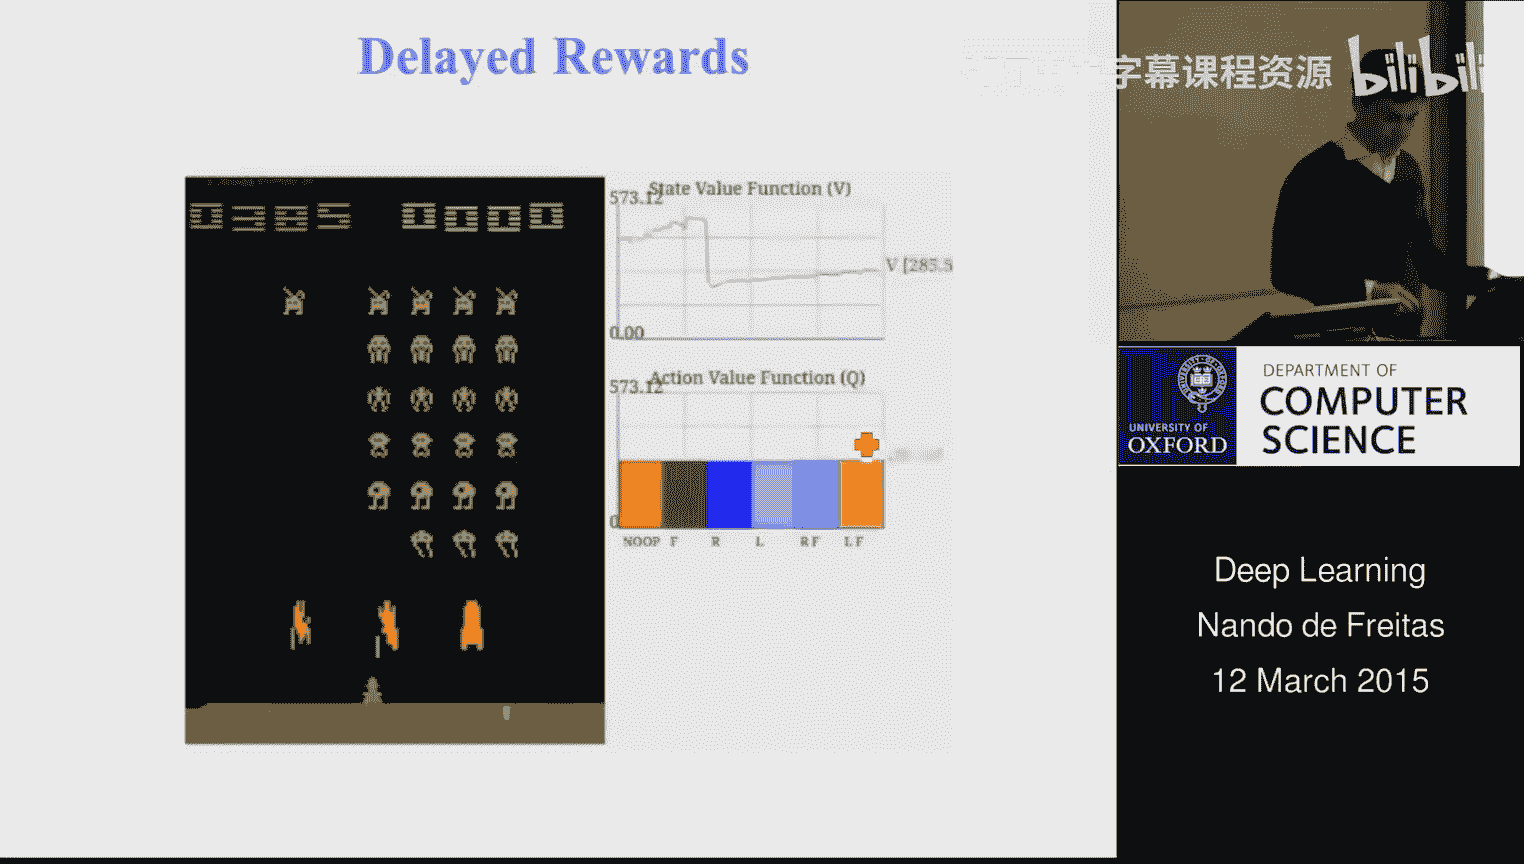 Delayed Rewards
字幕课程资源 bilibili
0385 0000
State Value Function (V)
573.12
V [285.5
0.00
Action Value Function (Q)
573.12
0
NOOP F R L R F L F
UNIVERSITY OF
OXFORD
DEPARTMENT OF
COMPUTER
SCIENCE
Deep Learning
Nando de Freitas
12 March 2015